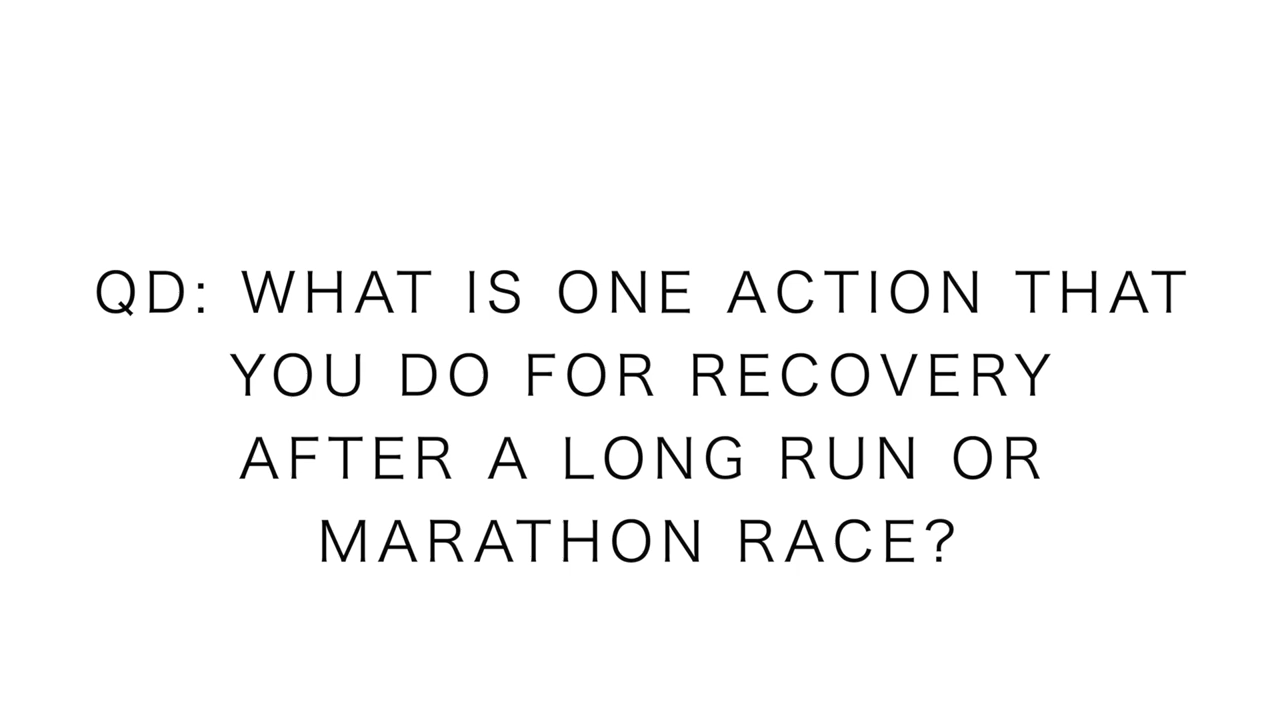 QD: WHAT IS ONE ACTION THAT
YOU DO FOR RECOVERY
AFTER A LONG RUN OR
MARATHON RACE?